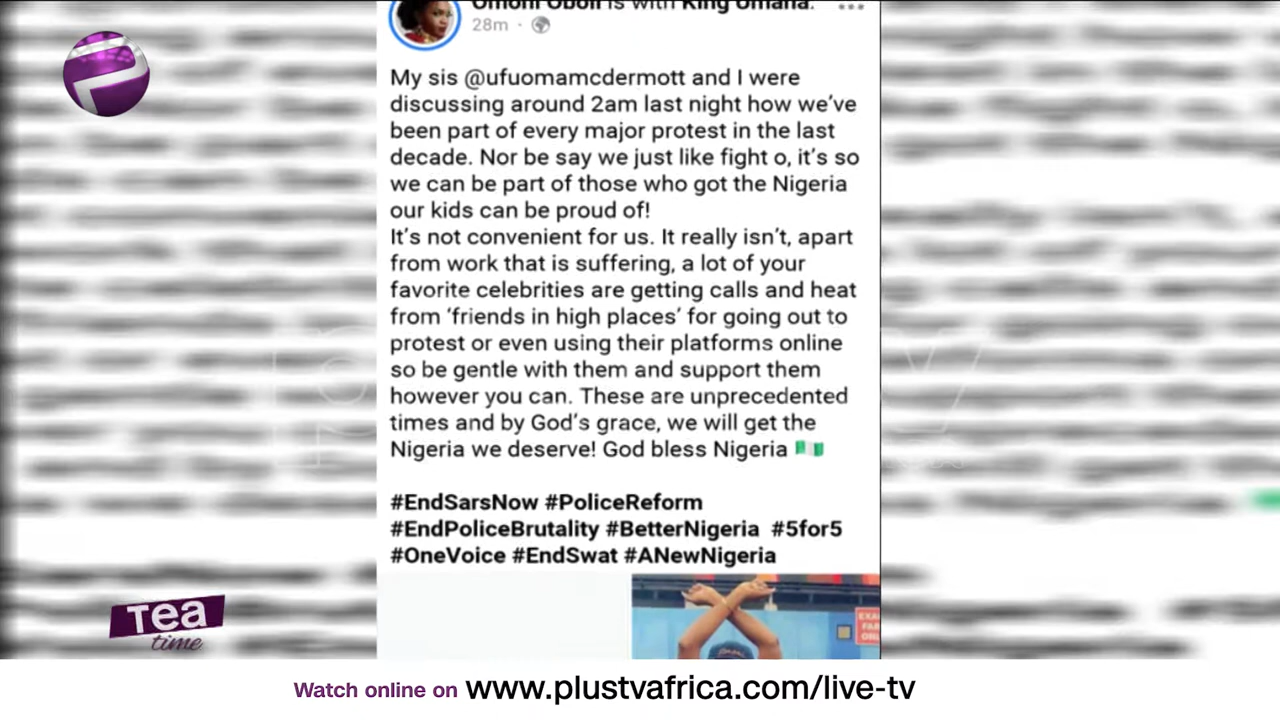 Omoni Oboli is with King Umana.
28m
My sis @ufuomamcdermott and I were
discussing around 2am last night how we've
been part of every major protest in the last
decade. Nor be say we just like fight o, it's so
we can be part of those who got the Nigeria
our kids can be proud of!
It's not convenient for us. It really isn't, apart
from work that is suffering, a lot of your
favorite celebrities are getting calls and heat
from 'friends in high places' for going out to
protest or even using their platforms online
so be gentle with them and support them
however you can. These are unprecedented
times and by God's grace, we will get the
Nigeria we deserve! God bless Nigeria
#EndSarsNow #PoliceReform
#EndPoliceBrutality #BetterNigeria #5for5
#OneVoice #EndSwat #ANewNigeria
Tea
time
Watch online on www.plustvafrica.com/live-tv